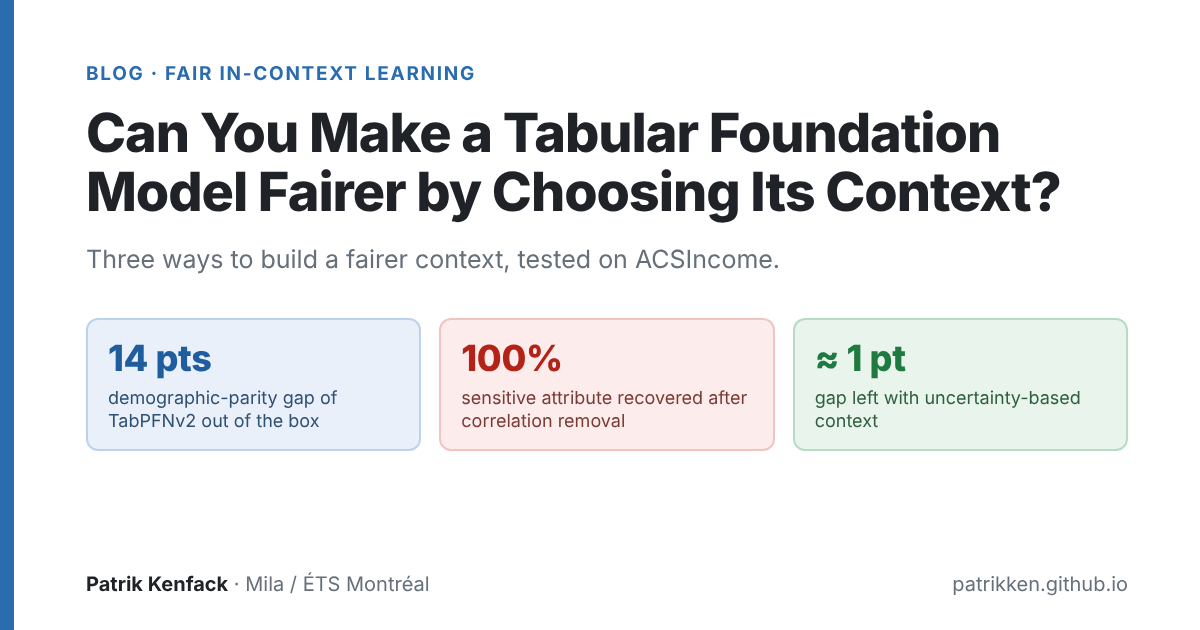 BLOG · FAIR IN-CONTEXT LEARNING
Can You Make a Tabular Foundation
Model Fairer by Choosing Its Context?
Three ways to build a fairer context, tested on ACSIncome.
14 pts
demographic-parity gap of
TabPFNv2 out of the box
100%
sensitive attribute recovered after
correlation removal
≈ 1 pt
gap left with uncertainty-based
context
Patrik Kenfack · Mila / ÉTS Montréal
patrikken.github.io